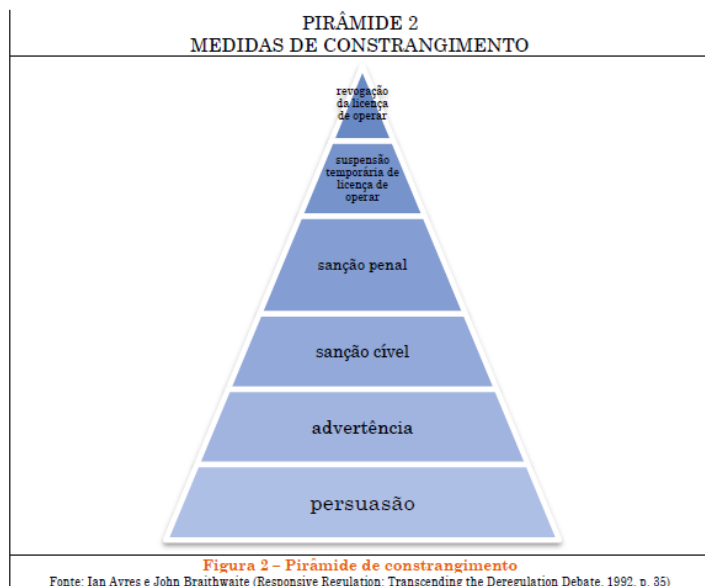 PIRÂMIDE 2
MEDIDAS DE CONSTRANGIMENTO
revogação
da licença
de operar
suspensão
temporária de
licença de
operar
sanção penal
sanção cível
advertência
persuasão
Figura 2 – Pirâmide de constrangimento
Fonte: Ian Ayres e John Braithwaite (Responsive Regulation: Transcending the Deregulation Debate, 1992, p. 35)